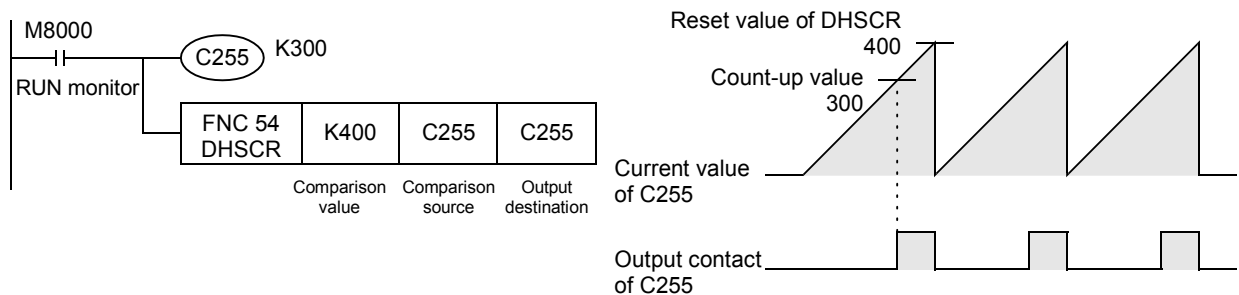 M8000
RUN monitor
C255
K300
FNC 54
DHSCR
K400
C255
C255
Comparison
value
Comparison
source
Output
destination
Reset value of DHSCR
400
Count-up value
300
Current value
of C255
Output contact
of C255